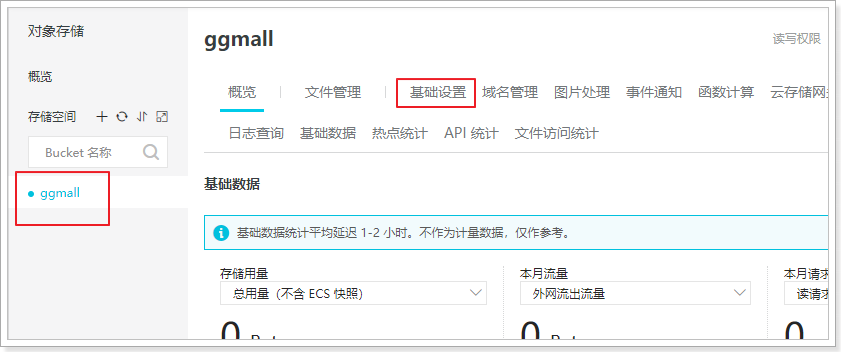 对象存储
概览
存储空间
Bucket 名称
ggmall
ggmall
读写权限
概览 文件管理 基础设置 域名管理 图片处理 事件通知 函数计算 云存储网
日志查询 基础数据 热点统计 API 统计 文件访问统计
基础数据
基础数据统计平均延迟 1-2 小时。不作为计量数据，仅作参考。
存储用量 本月流量 本月请求
总用量（不含 ECS 快照） 外网流出流量 读请求
0 0 0